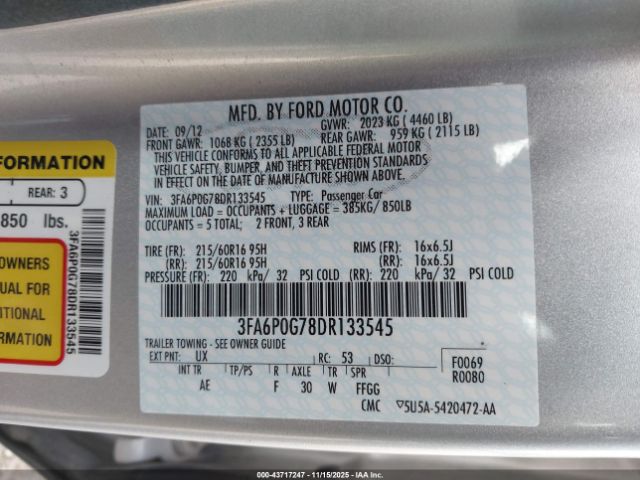 MFD. BY FORD MOTOR CO.
DATE: 09/12 GVWR: 2023 KG ( 4460 LB)
FRONT GAWR: 1068 KG ( 2355 LB) REAR GAWR: 959 KG ( 2115 LB)
THIS VEHICLE CONFORMS TO ALL APPLICABLE FEDERAL MOTOR
VEHICLE SAFETY, BUMPER, AND THEFT PREVENTION STANDARDS
IN EFFECT ON THE DATE OF MANUFACTURE SHOWN ABOVE.
VIN: 3FA6P0G78DR133545 TYPE: Passenger Car
MAXIMUM LOAD = OCCUPANTS + LUGGAGE = 385KG/ 850LB
OCCUPANTS = 5 TOTAL; 2 FRONT, 3 REAR
TIRE (FR): 215/60R16 95H RIMS (FR): 16x6.5J
(RR): 215/60R16 95H (RR): 16x6.5J
PRESSURE (FR): 220 kPa/ 32 PSI COLD (RR): 220 kPa/ 32 PSI COLD
3FA6P0G78DR133545
TRAILER TOWING - SEE OWNER GUIDE
EXT PNT: UX RC: 53 DSO: F0069
INT TR TP/PS R AXLE TR SPR R0080
AE F 30 W FFGG
CMC 5U5A-5420472-AA
FORMATION
REAR: 3
850 lbs.
OWNERS
UAL FOR
ITIONAL
RMATION
3FA6P0G78DR133545
IAA 43717247 - 11/15/2025 - IAAI.COM